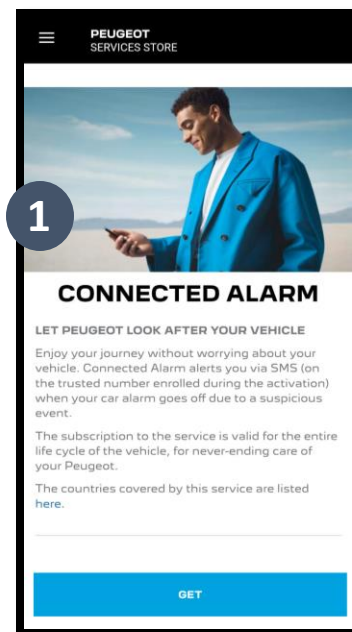 PEUGEOT
SERVICES STORE
1
CONNECTED ALARM
LET PEUGEOT LOOK AFTER YOUR VEHICLE
Enjoy your journey without worrying about your
vehicle. Connected Alarm alerts you via SMS (on
the trusted number enrolled during the activation)
when your car alarm goes off due to a suspicious
event.
The subscription to the service is valid for the entire
life cycle of the vehicle, for never-ending care of
your Peugeot.
The countries covered by this service are listed
here.
GET